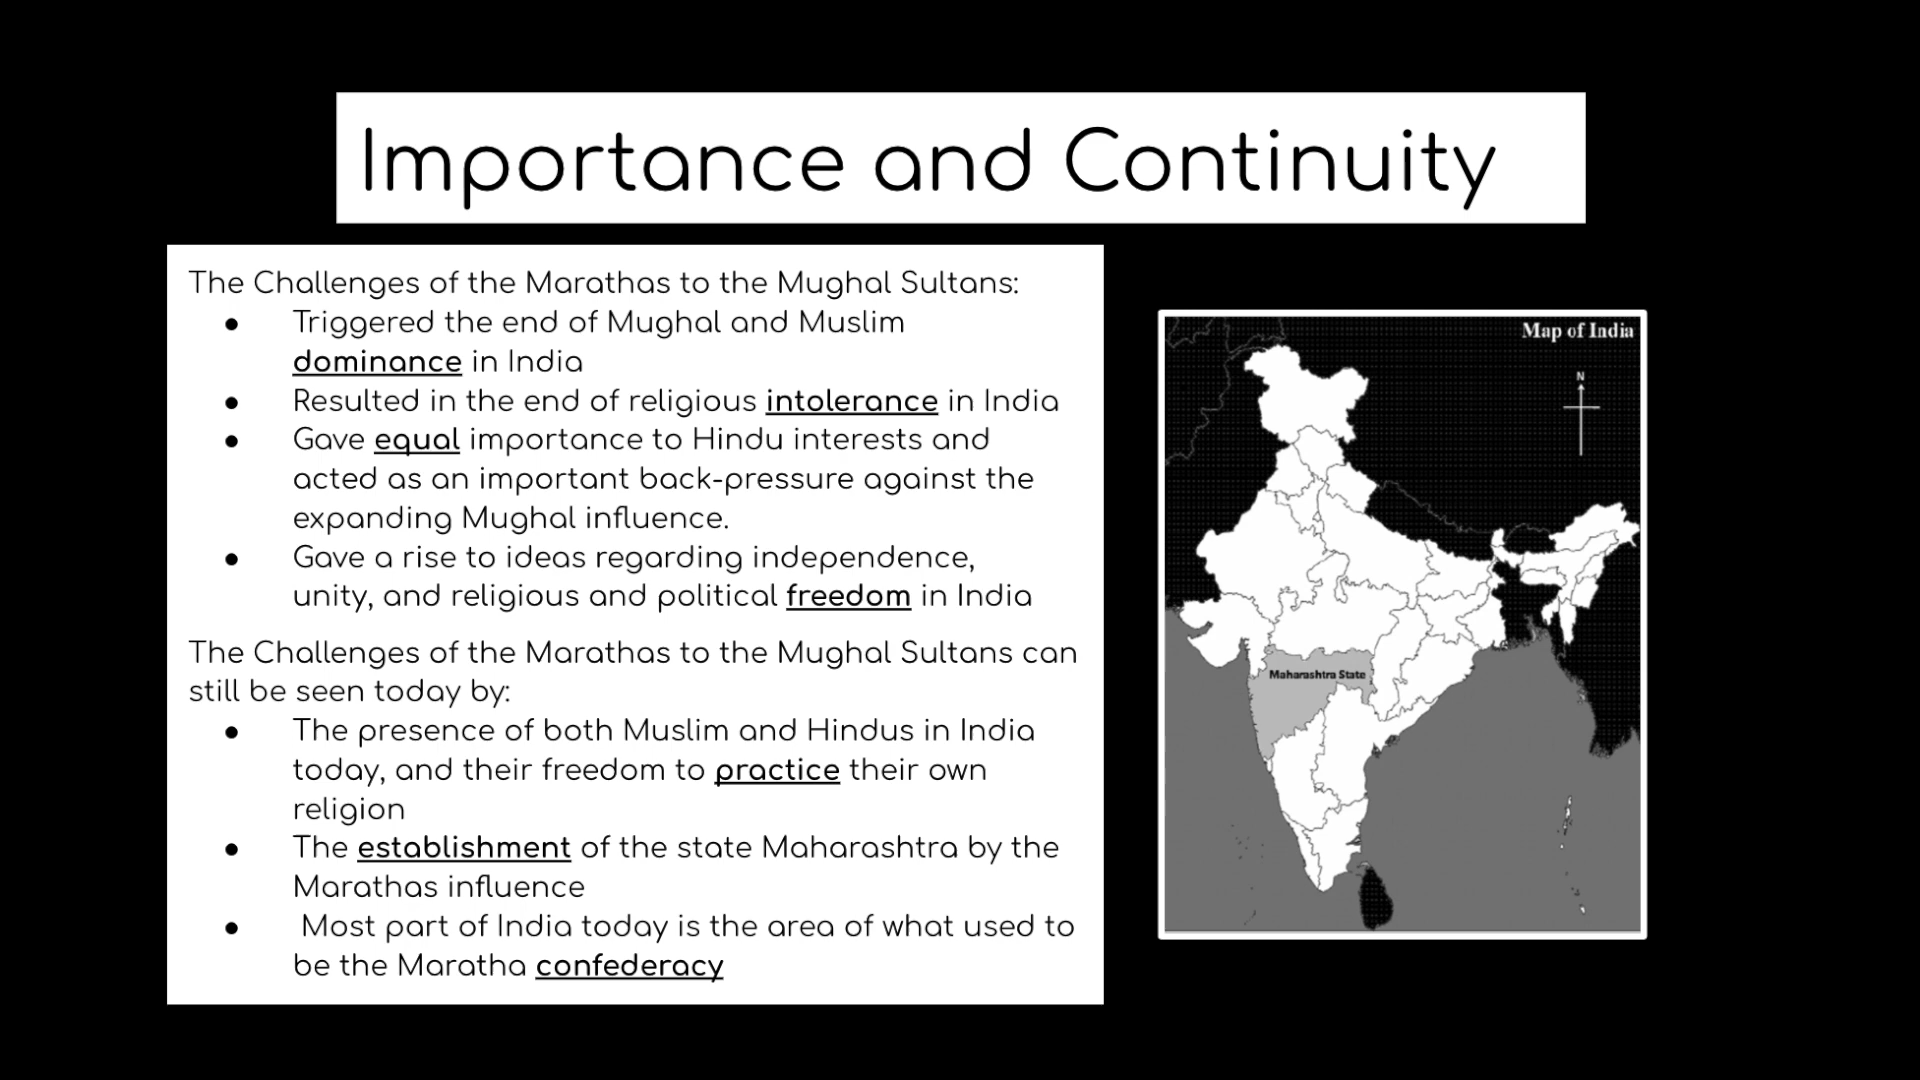 Importance and Continuity
The Challenges of the Marathas to the Mughal Sultans:
● Triggered the end of Mughal and Muslim
dominance in India
● Resulted in the end of religious intolerance in India
● Gave equal importance to Hindu interests and
acted as an important back-pressure against the
expanding Mughal influence.
● Gave a rise to ideas regarding independence,
unity, and religious and political freedom in India
The Challenges of the Marathas to the Mughal Sultans can
still be seen today by:
● The presence of both Muslim and Hindus in India
today, and their freedom to practice their own
religion
● The establishment of the state Maharashtra by the
Marathas influence
● Most part of India today is the area of what used to
be the Maratha confederacy
Map of India
N
Maharashtra State